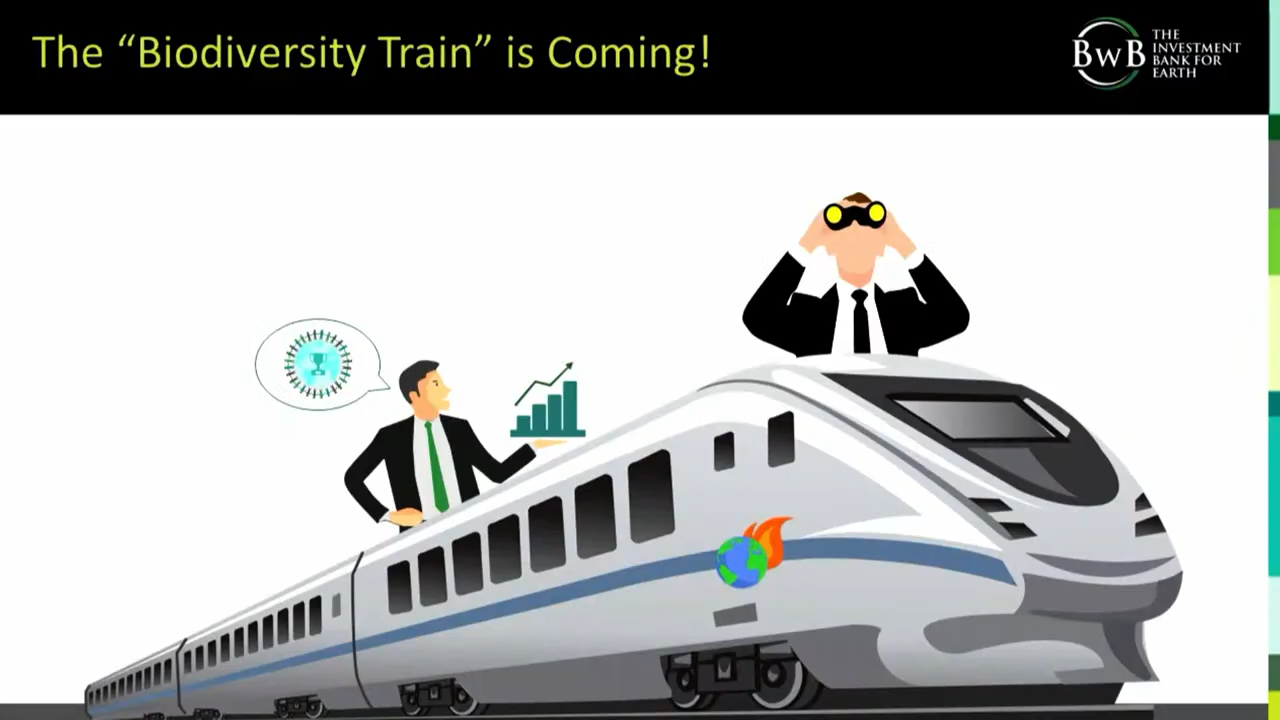 The “Biodiversity Train” is Coming!
BwB
THE
INVESTMENT
BANK FOR
EARTH